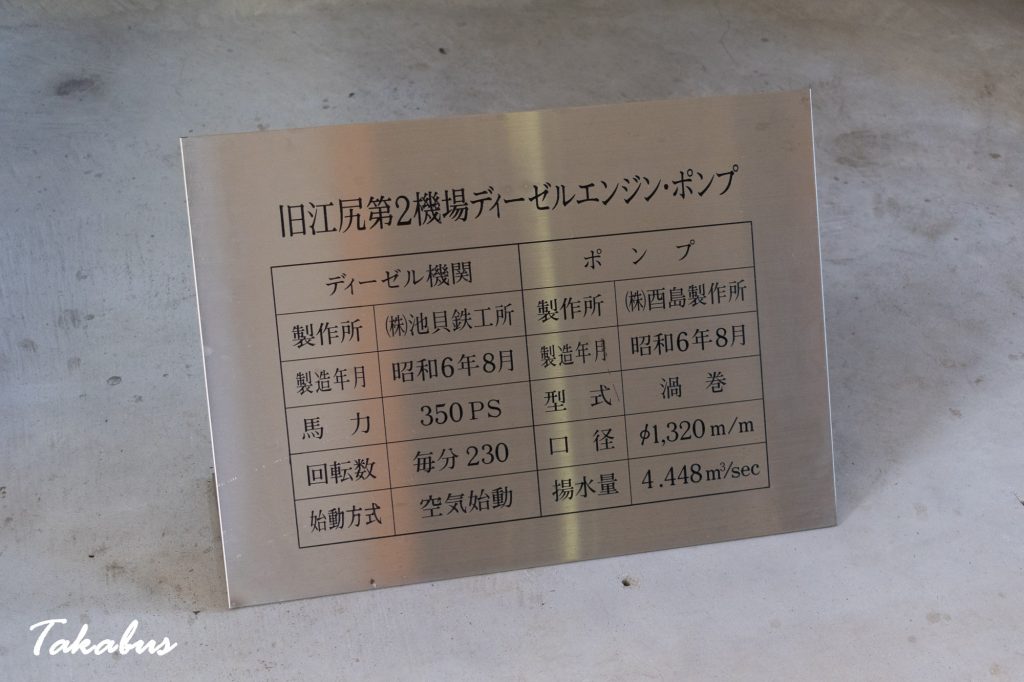 旧江尻第2機場ディーゼルエンジン・ポンプ
ディーゼル機関 ポンプ
製作所 ㈱池貝鉄工所 製作所 ㈱酉島製作所
製造年月 昭和6年8月 製造年月 昭和6年8月
馬力 350PS 型式 渦巻
回転数 毎分230 口径 φ1,320m/m
始動方式 空気始動 揚水量 4.448m³/sec
Takabus